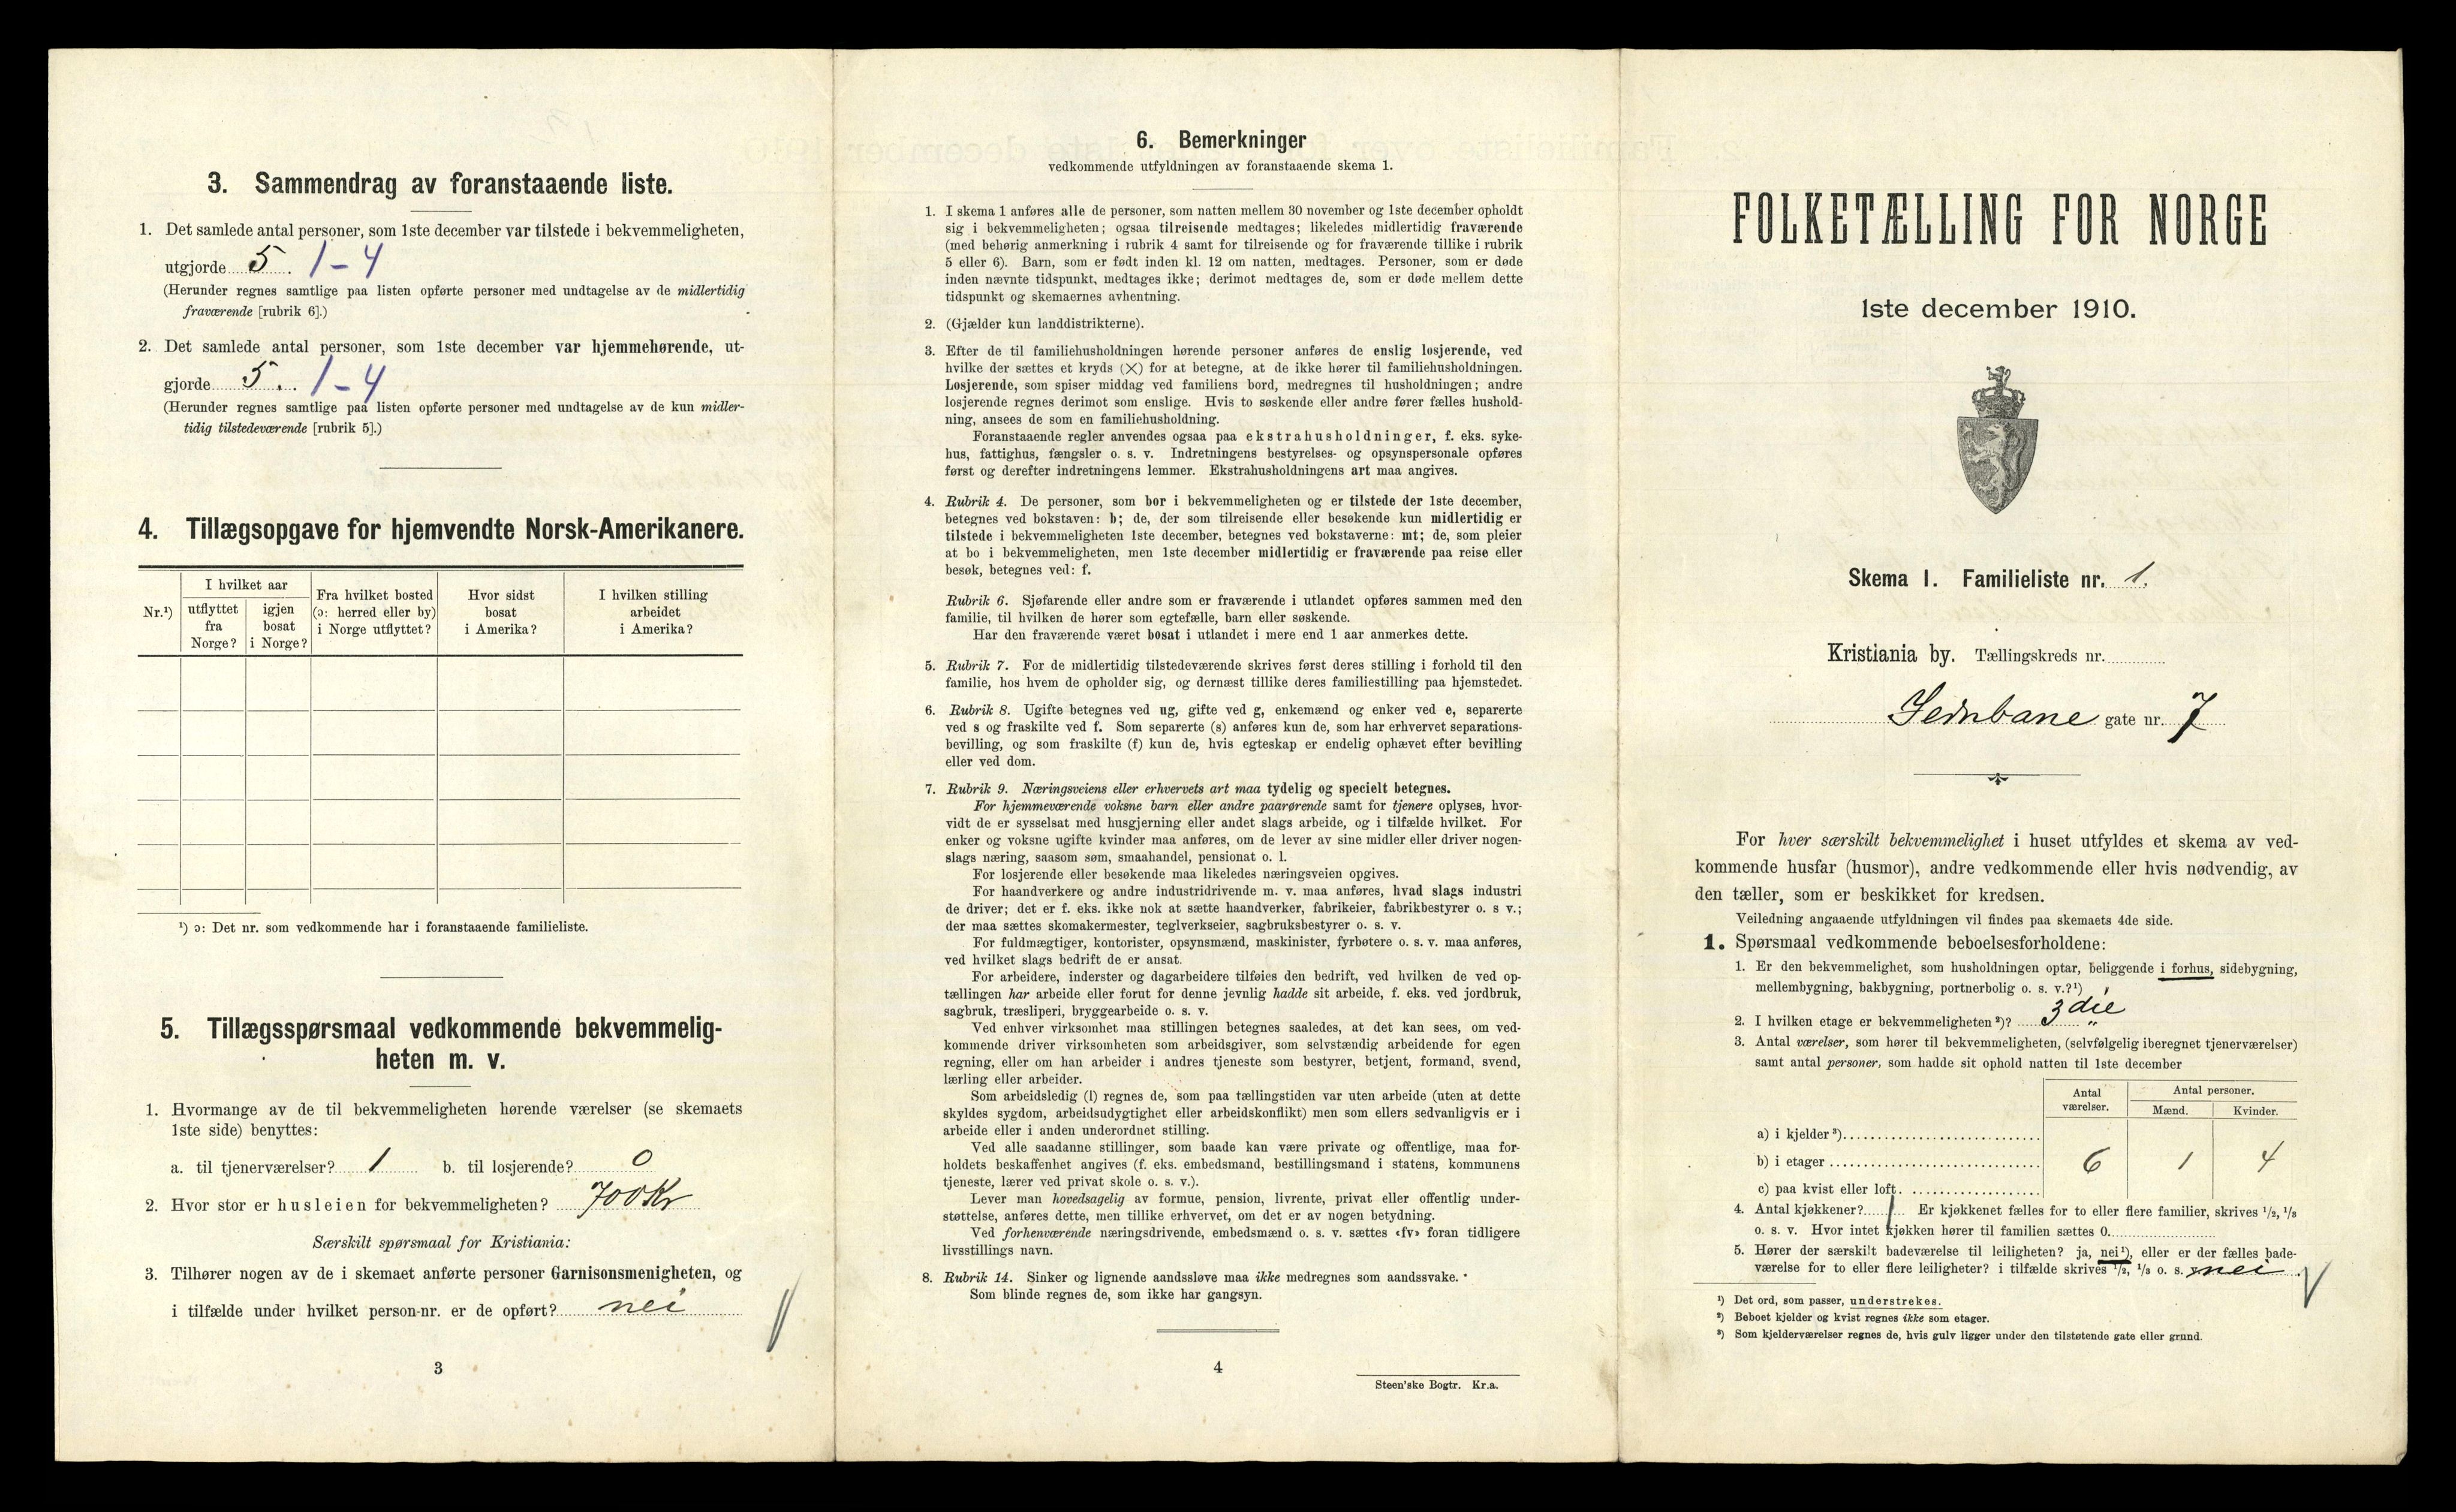 3. Sammendrag av foranstaaende liste.
1. Det samlede antal personer, som 1ste december var tilstede i bekvemmeligheten,
utgjorde 5. 1-4
(Herunder regnes samtlige paa listen opførte personer med undtagelse av de midlertidig
fraværende [rubrik 6].)
2. Det samlede antal personer, som 1ste december var hjemmehørende, ut-
gjorde 5. 1-4
(Herunder regnes samtlige paa listen opførte personer med undtagelse av de kun midler-
tidig tilstedeværende [rubrik 5].)
4. Tillægsopgave for hjemvendte Norsk-Amerikanere.
Nr.¹)
I hvilket aar
utflyttet
fra
Norge?
igjen
bosat
i Norge?
Fra hvilket bosted
(ɔ: herred eller by)
i Norge utflyttet?
Hvor sidst
bosat
i Amerika?
I hvilken stilling
arbeidet
i Amerika?
¹) ɔ: Det nr. som vedkommende har i foranstaaende familieliste.
5. Tillægsspørsmaal vedkommende bekvemmelig-
heten m. v.
1. Hvormange av de til bekvemmeligheten hørende værelser (se skemaets
1ste side) benyttes:
a. til tjenerværelser? 1 b. til losjerende? 0
2. Hvor stor er husleien for bekvemmeligheten? 700 Kr
Særskilt spørsmaal for Kristiania:
3. Tilhører nogen av de i skemaet anførte personer Garnisonsmenigheten, og
i tilfælde under hvilket person-nr. er de opført? nei
3
6. Bemerkninger
vedkommende utfyldningen av foranstaaende skema 1.
1. I skema 1 anføres alle de personer, som natten mellem 30 november og 1ste december opholdt
sig i bekvemmeligheten; ogsaa tilreisende medtages; likeledes midlertidig fraværende
(med behørig anmerkning i rubrik 4 samt for tilreisende og for fraværende tillike i rubrik
5 eller 6). Barn, som er født inden kl. 12 om natten, medtages. Personer, som er døde
inden nævnte tidspunkt, medtages ikke; derimot medtages de, som er døde mellem dette
tidspunkt og skemaernes avhentning.
2. (Gjælder kun landdistrikterne).
3. Efter de til familiehusholdningen hørende personer anføres de enslig losjerende, ved
hvilke der sættes et kryds (×) for at betegne, at de ikke hører til familiehusholdningen.
Losjerende, som spiser middag ved familiens bord, medregnes til husholdningen; andre
losjerende regnes derimot som enslige. Hvis to søskende eller andre fører fælles hushold-
ning, ansees de som en familiehusholdning.
Foranstaaende regler anvendes ogsaa paa ekstrahusholdninger, f. eks. syke-
hus, fattighus, fængsler o. s. v. Indretningens bestyrelses- og opsynspersonale opføres
først og derefter indretningens lemmer. Ekstrahusholdningens art maa angives.
4. Rubrik 4. De personer, som bor i bekvemmeligheten og er tilstede der 1ste december,
betegnes ved bokstaven: b; de, der som tilreisende eller besøkende kun midlertidig er
tilstede i bekvemmeligheten 1ste december, betegnes ved bokstaverne: mt; de, som pleier
at bo i bekvemmeligheten, men 1ste december midlertidig er fraværende paa reise eller
besøk, betegnes ved: f.
Rubrik 6. Sjøfarende eller andre som er fraværende i utlandet opføres sammen med den
familie, til hvilken de hører som egtefælle, barn eller søskende.
Har den fraværende været bosat i utlandet i mere end 1 aar anmerkes dette.
5. Rubrik 7. For de midlertidig tilstedeværende skrives først deres stilling i forhold til den
familie, hos hvem de opholder sig, og dernæst tillike deres familiestilling paa hjemstedet.
6. Rubrik 8. Ugifte betegnes ved ug, gifte ved g, enkemænd og enker ved e, separerte
ved s og fraskilte ved f. Som separerte (s) anføres kun de, som har erhvervet separations-
bevilling, og som fraskilte (f) kun de, hvis egteskap er endelig ophævet efter bevilling
eller ved dom.
7. Rubrik 9. Næringsveiens eller erhvervets art maa tydelig og specielt betegnes.
For hjemmeværende voksne barn eller andre paarørende samt for tjenere oplyses, hvor-
vidt de er sysselsat med husgjerning eller andet slags arbeide, og i tilfælde hvilket. For
enker og voksne ugifte kvinder maa anføres, om de lever av sine midler eller driver nogen-
slags næring, saasom søm, smaahandel, pensionat o. l.
For losjerende eller besøkende maa likeledes næringsveien opgives.
For haandverkere og andre industridrivende m. v. maa anføres, hvad slags industri
de driver; det er f. eks. ikke nok at sætte haandverker, fabrikeier, fabrikbestyrer o. s v.;
der maa sættes skomakermester, teglverkseier, sagbruksbestyrer o. s. v.
For fuldmægtiger, kontorister, opsynsmænd, maskinister, fyrbøtere o. s. v. maa anføres,
ved hvilket slags bedrift de er ansat.
For arbeidere, inderster og dagarbeidere tilføies den bedrift, ved hvilken de ved op-
tællingen har arbeide eller forut for denne jevnlig hadde sit arbeide, f. eks. ved jordbruk,
sagbruk, træsliperi, bryggearbeide o. s. v.
Ved enhver virksomhet maa stillingen betegnes saaledes, at det kan sees, om ved-
kommende driver virksomheten som arbeidsgiver, som selvstændig arbeidende for egen
regning, eller om han arbeider i andres tjeneste som bestyrer, betjent, formand, svend,
lærling eller arbeider.
Som arbeidsledig (l) regnes de, som paa tællingstiden var uten arbeide (uten at dette
skyldes sygdom, arbeidsudygtighet eller arbeidskonflikt) men som ellers sedvanligvis er i
arbeide eller i anden underordnet stilling.
Ved alle saadanne stillinger, som baade kan være private og offentlige, maa for-
holdets beskaffenhet angives (f. eks. embedsmand, bestillingsmand i statens, kommunens
tjeneste, lærer ved privat skole o. s. v.).
Lever man hovedsagelig av formue, pension, livrente, privat eller offentlig under-
støttelse, anføres dette, men tillike erhvervet, om det er av nogen betydning.
Ved forhenværende næringsdrivende, embedsmænd o. s. v. sættes «fv» foran tidligere
livsstillings navn.
8. Rubrik 14. Sinker og lignende aandssløve maa ikke medregnes som aandssvake.
Som blinde regnes de, som ikke har gangsyn.
4
Steen'ske Bogtr. Kr.a.
FOLKETÆLLING FOR NORGE
1ste december 1910.
Skema I. Familieliste nr. 1.
Kristiania by. Tællingskreds nr.
Jernbane gate nr. 7
For hver særskilt bekvemmelighet i huset utfyldes et skema av ved-
kommende husfar (husmor), andre vedkommende eller hvis nødvendig, av
den tæller, som er beskikket for kredsen.
Veiledning angaaende utfyldningen vil findes paa skemaets 4de side.
1. Spørsmaal vedkommende beboelsesforholdene:
1. Er den bekvemmelighet, som husholdningen optar, beliggende i forhus, sidebygning,
mellembygning, bakbygning, portnerbolig o. s. v.?¹)
2. I hvilken etage er bekvemmeligheten²)? 3die
3. Antal værelser, som hører til bekvemmeligheten, (selvfølgelig iberegnet tjenerværelser)
samt antal personer, som hadde sit ophold natten til 1ste december
Antal
værelser.
Antal personer.
Mænd. Kvinder.
a) i kjelder³)
b) i etager 6 1 4
c) paa kvist eller loft.
4. Antal kjøkkener? 1 Er kjøkkenet fælles for to eller flere familier, skrives 1/2, 1/3
o. s. v. Hvor intet kjøkken hører til familien sættes 0.
5. Hører der særskilt badeværelse til leiligheten? ja, nei¹), eller er der fælles bade-
værelse for to eller flere leiligheter? i tilfælde skrives 1/2, 1/3 o. s. v. nei
¹) Det ord, som passer, understrekes.
²) Beboet kjelder og kvist regnes ikke som etager.
³) Som kjelderværelser regnes de, hvis gulv ligger under den tilstøtende gate eller grund.